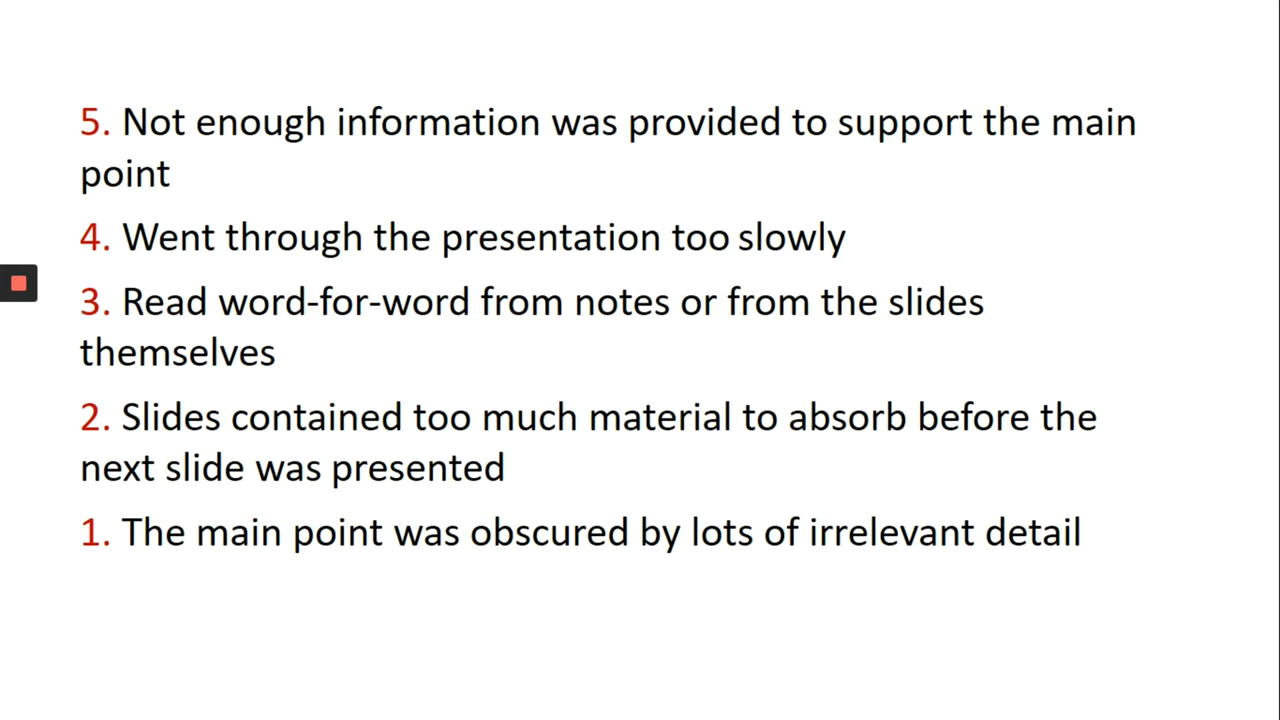 5. Not enough information was provided to support the main
point
4. Went through the presentation too slowly
3. Read word-for-word from notes or from the slides
themselves
2. Slides contained too much material to absorb before the
next slide was presented
1. The main point was obscured by lots of irrelevant detail